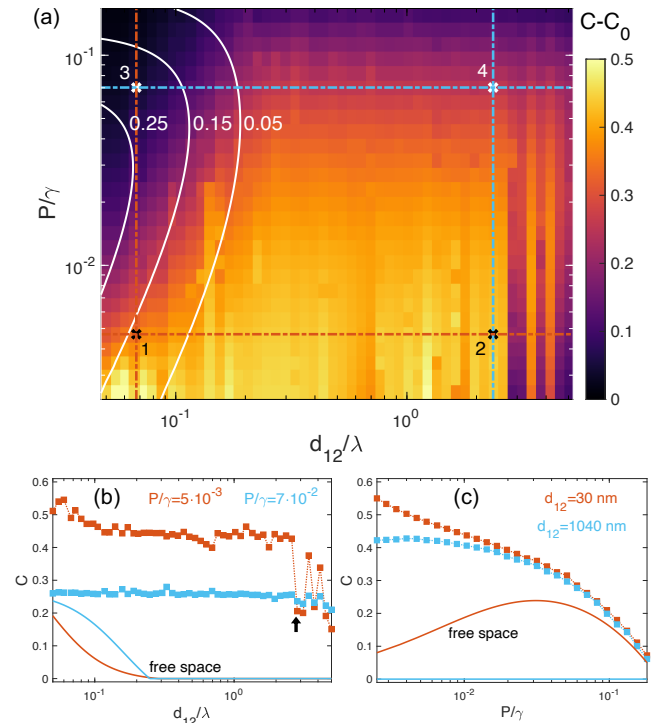 (a)
C-C₀
10⁻¹
3
4
0.5
0.25
0.15
0.05
0.4
P/γ
0.3
10⁻²
0.2
1
2
0.1
0
10⁻¹
10⁰
d₁₂/λ
(b)
P/γ=5·10⁻³
P/γ=7·10⁻²
0.6
0.5
0.4
C
0.3
0.2
0.1
0
free space
10⁻¹
10⁰
d₁₂/λ
(c)
d₁₂=30 nm
d₁₂=1040 nm
0.6
0.5
0.4
C
0.3
0.2
0.1
0
free space
10⁻²
10⁻¹
P/γ